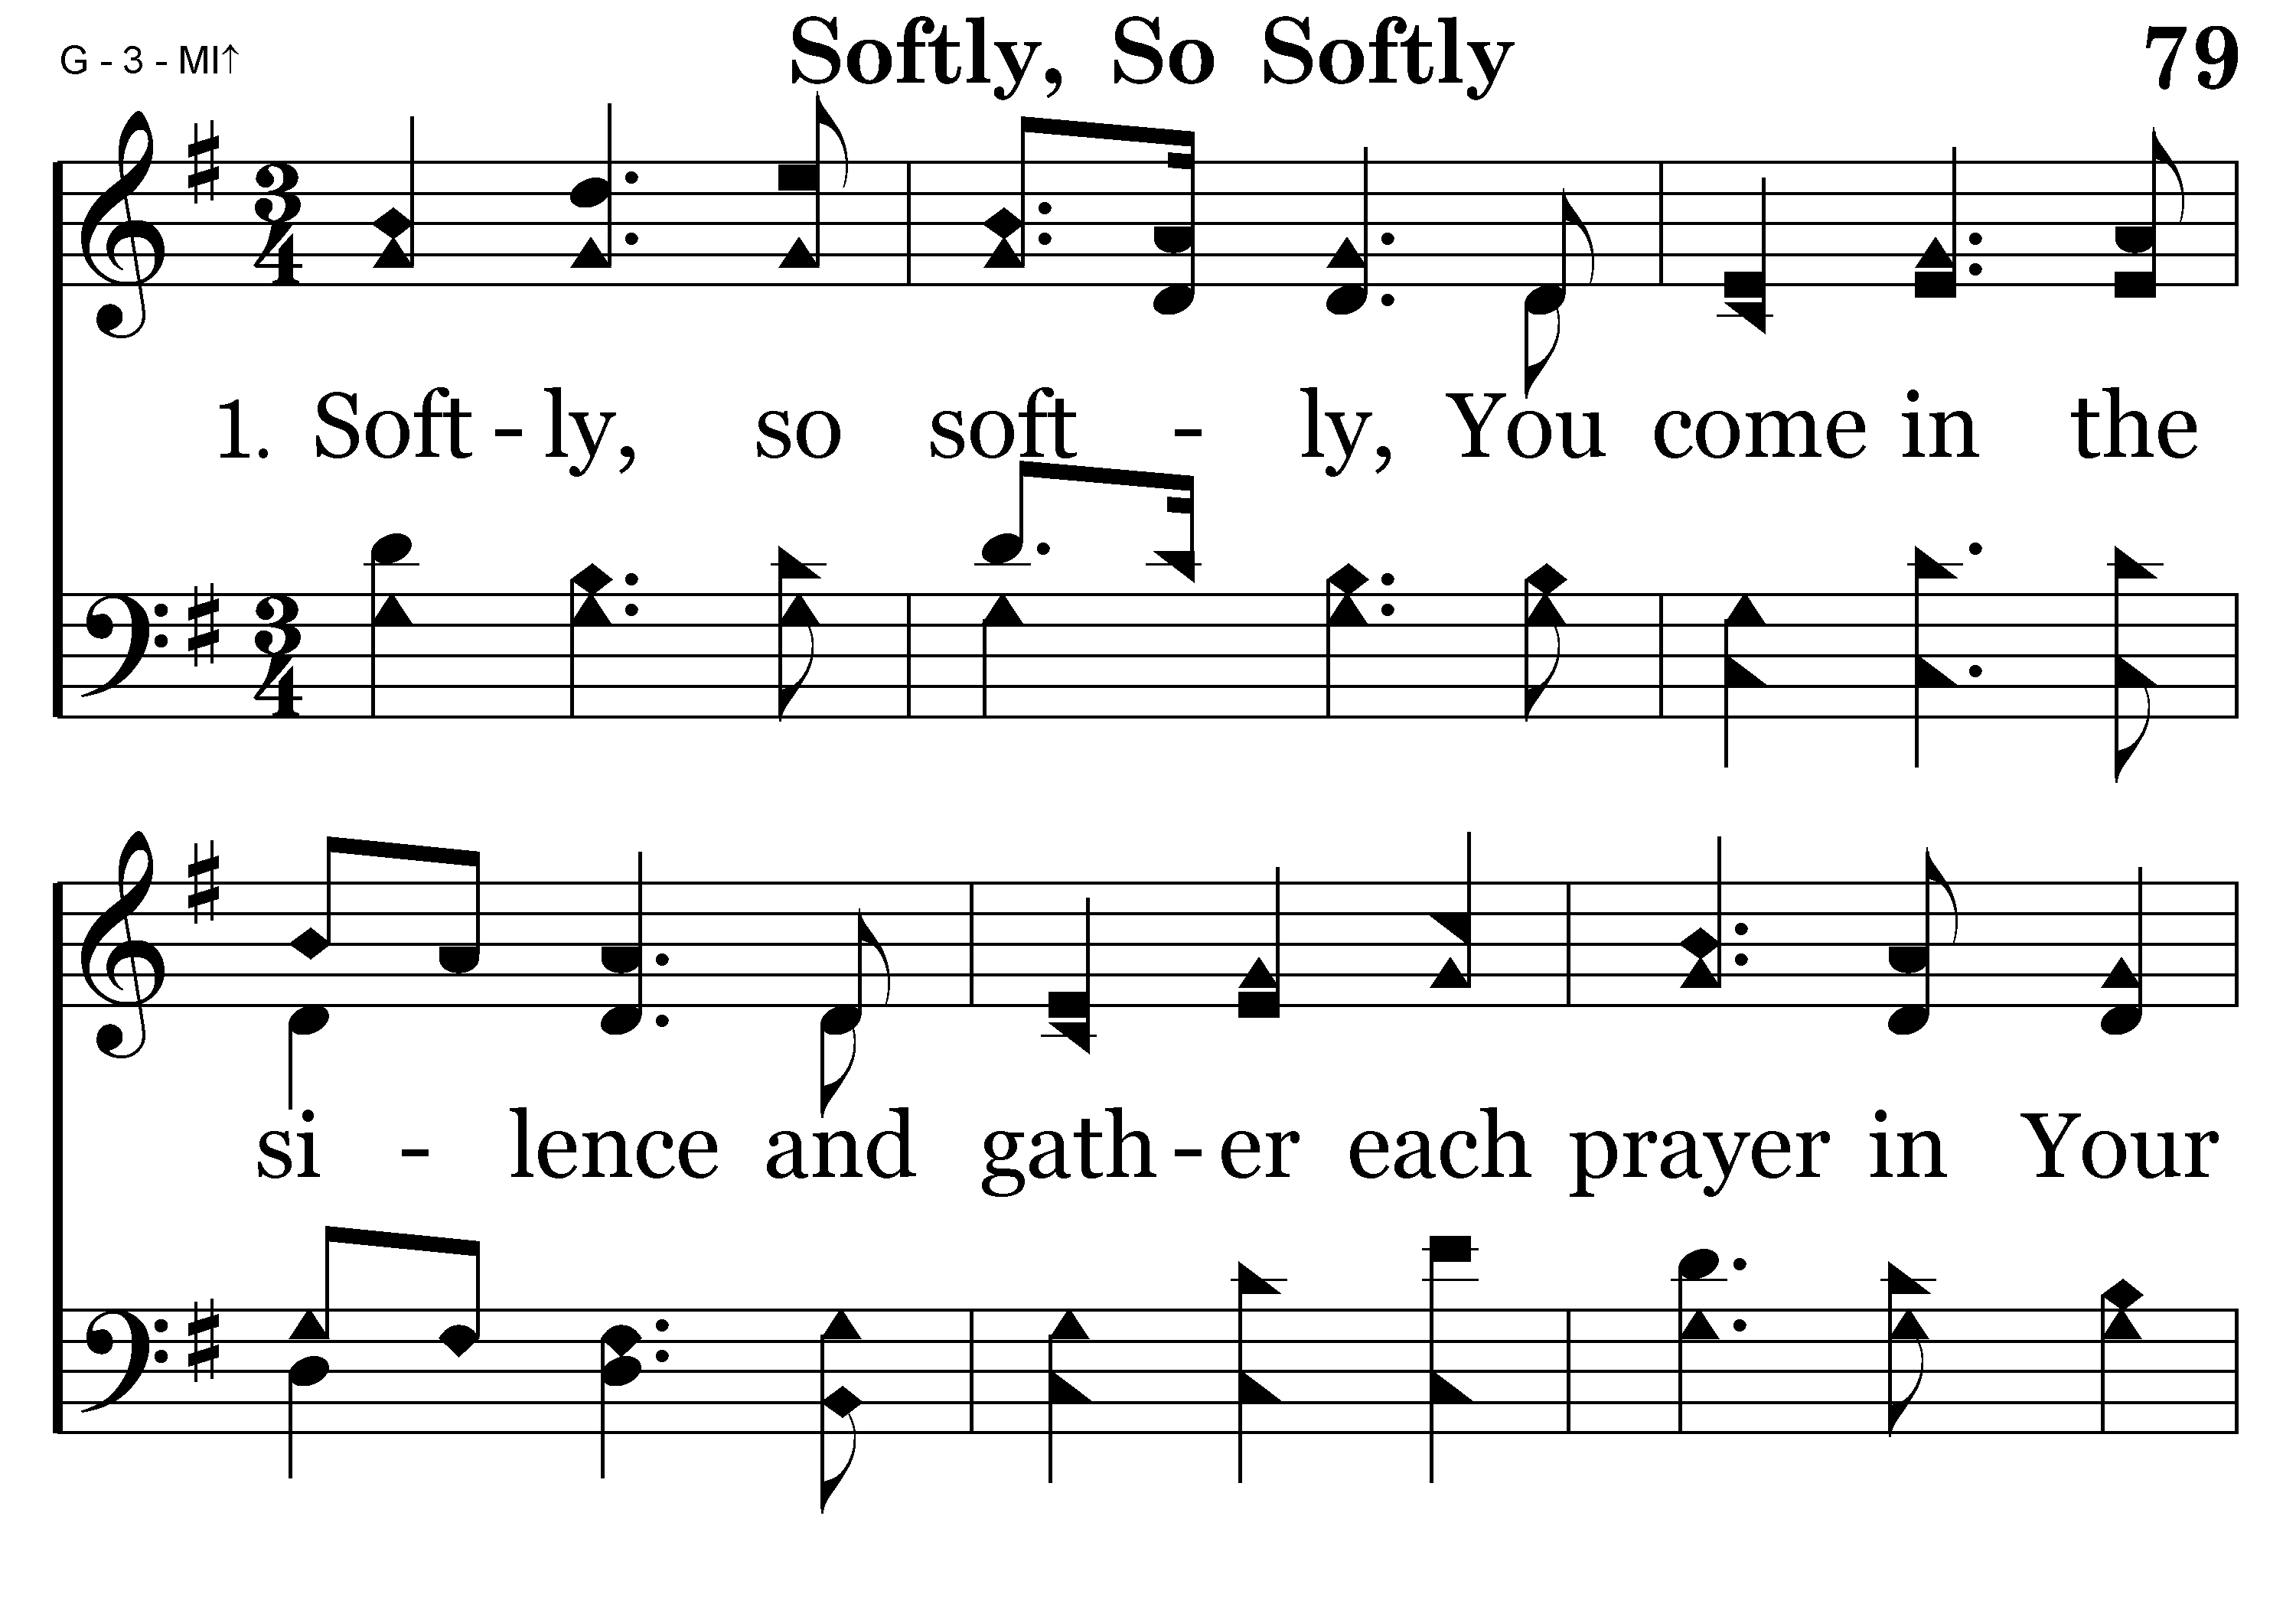 G - 3 - MI↑ Softly, So Softly 79
1. Soft - ly, so soft - ly, You come in the
si - lence and gath - er each prayer in Your